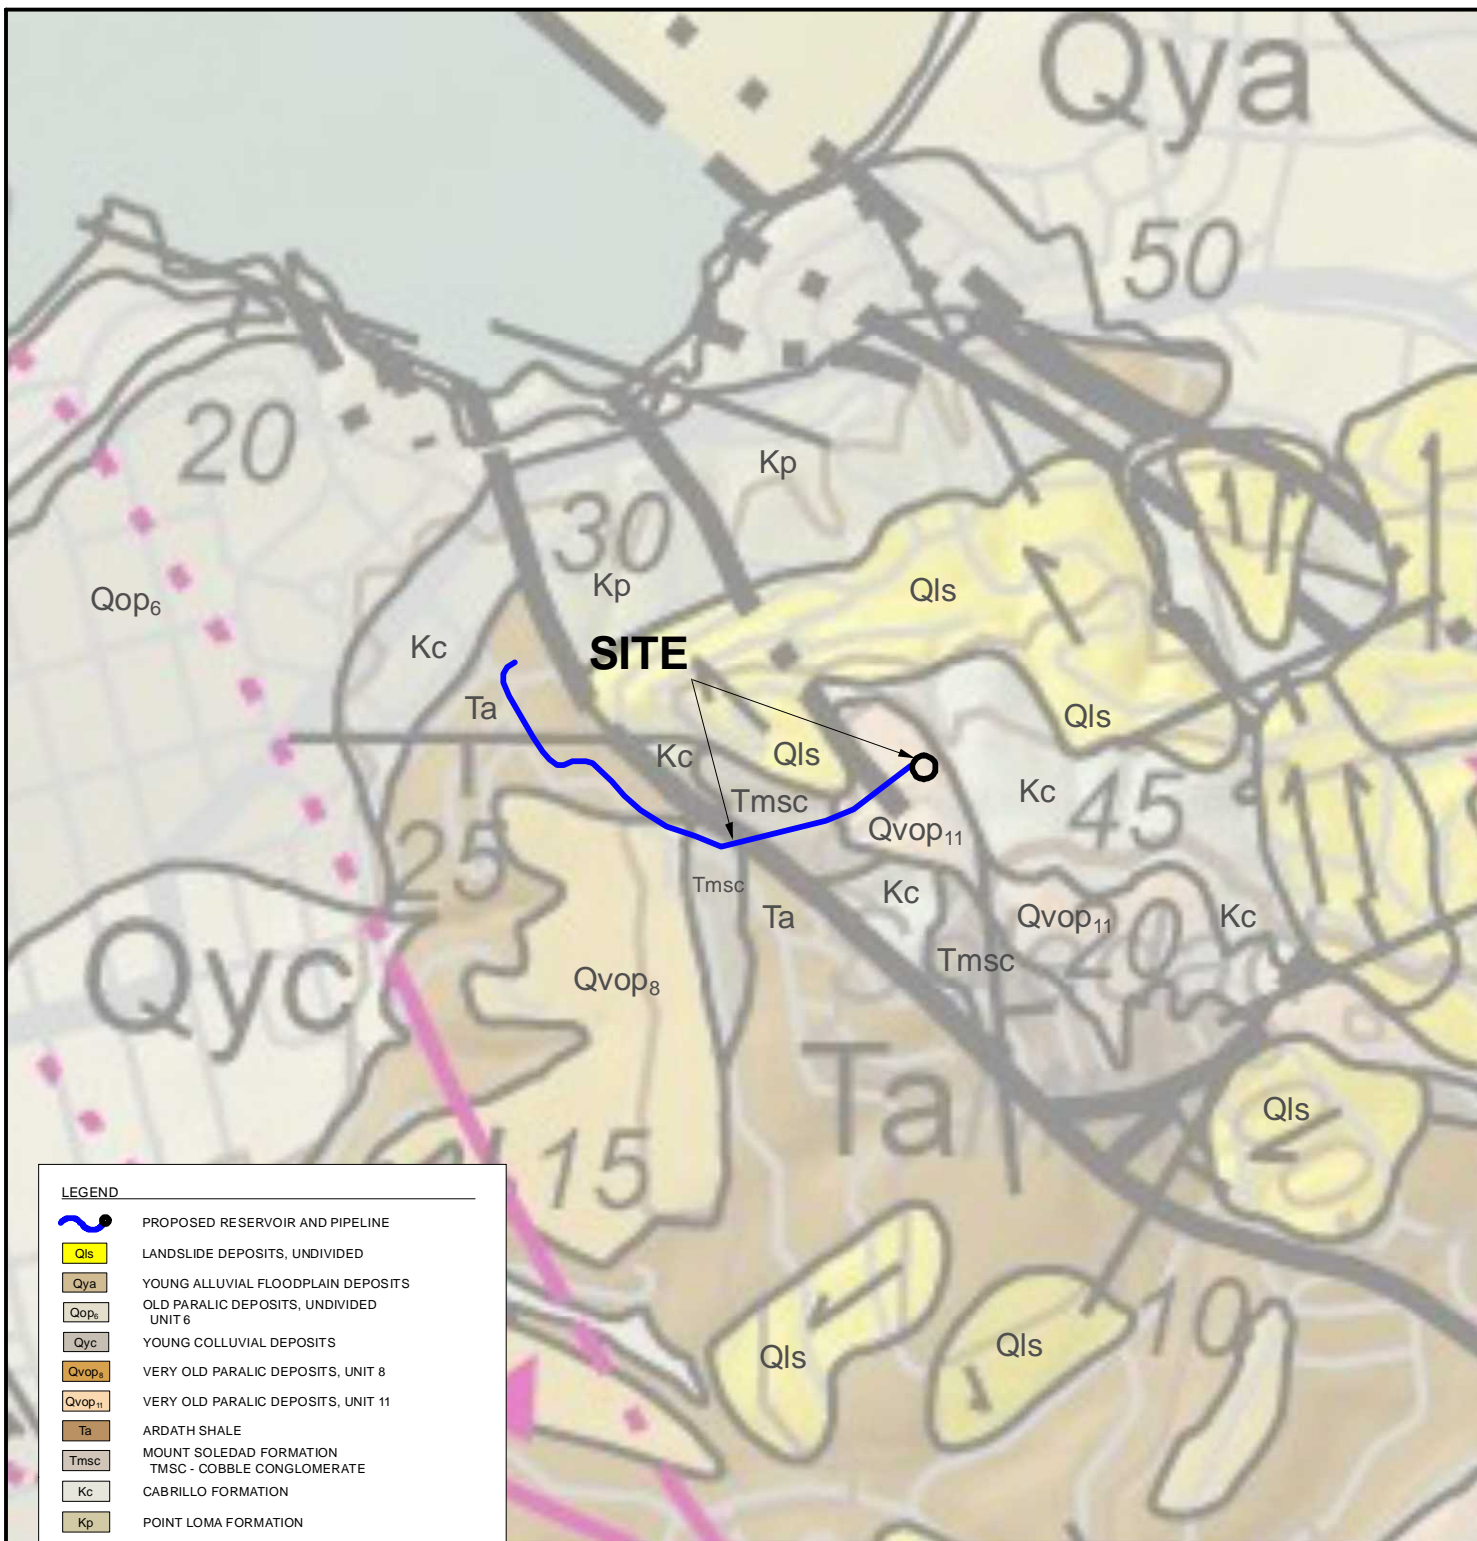 Qya
50
20
Kp
30
Kp
Qls
Qop6
Kc
SITE
Ta
Qls
Kc
Qls
Tmsc
Kc
45
Qvop11
25
Tmsc
Kc
Ta
Qvop11
Kc
20
Tmsc
Qyc
Qvop8
Ta
Qls
15
10
Qls
Qls
LEGEND
PROPOSED RESERVOIR AND PIPELINE
Qls LANDSLIDE DEPOSITS, UNDIVIDED
Qya YOUNG ALLUVIAL FLOODPLAIN DEPOSITS
Qop6 OLD PARALIC DEPOSITS, UNDIVIDED
UNIT 6
Qyc YOUNG COLLUVIAL DEPOSITS
Qvop8 VERY OLD PARALIC DEPOSITS, UNIT 8
Qvop11 VERY OLD PARALIC DEPOSITS, UNIT 11
Ta ARDATH SHALE
Tmsc MOUNT SOLEDAD FORMATION
TMSC - COBBLE CONGLOMERATE
Kc CABRILLO FORMATION
Kp POINT LOMA FORMATION